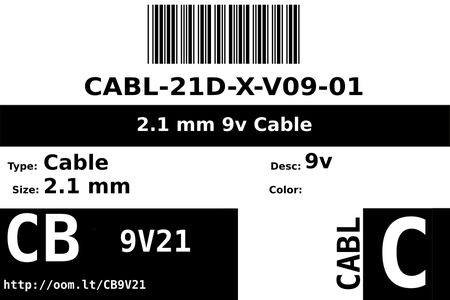 CABL-21D-X-V09-01
2.1 mm 9v Cable
Type: Cable
Desc: 9v
Size: 2.1 mm
Color:
CB 9V21
http://oom.lt/CB9V21
CABL
C